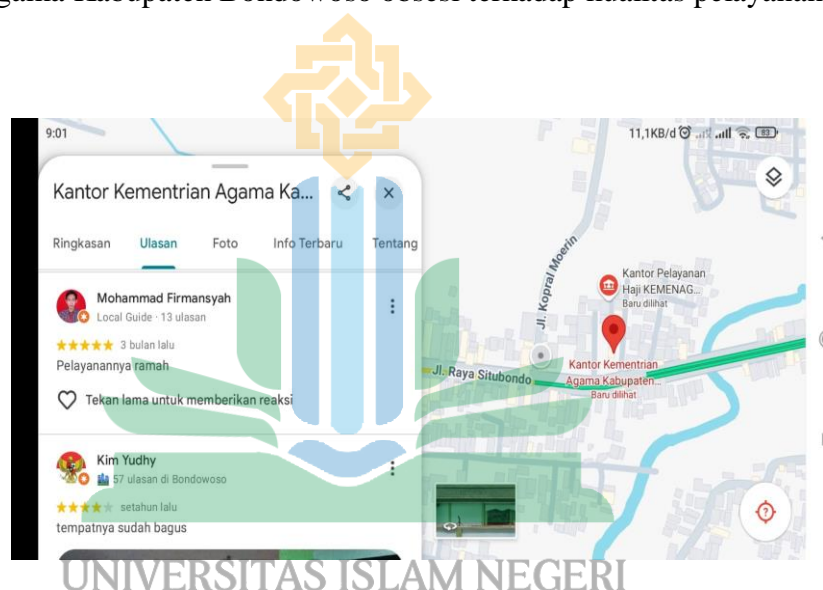 gama Kabupaten Bondowoso obsesi terhadap kualitas pelayanan
9:01
11,1KB/d
83
Kantor Kementrian Agama Ka...
Ringkasan Ulasan Foto Info Terbaru Tentang
Mohammad Firmansyah
Local Guide · 13 ulasan
3 bulan lalu
Pelayanannya ramah
Tekan lama untuk memberikan reaksi
Kim Yudhy
57 ulasan di Bondowoso
setahun lalu
tempatnya sudah bagus
Jl. Kopral Moerin
Kantor Pelayanan
Haji KEMENAG...
Baru dilihat
Jl. Raya Situbondo
Kantor Kementrian
Agama Kabupaten...
Baru dilihat
UNIVERSITAS ISLAM NEGERI